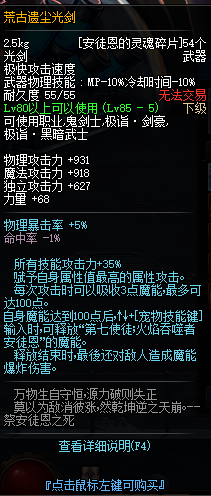 荒古遗尘光剑
2.5kg [安徒恩的灵魂碎片]54个
光剑 武器
极快攻击速度
武器物理技能：MP-10%冷却时间-10%
耐久度 55/55 无法交易
Lv80以上可以使用 (Lv85 - 5) 下级
可使用职业,鬼剑士,极诣·剑豪,
极诣·黑暗武士
物理攻击力 +931
魔法攻击力 +918
独立攻击力 +627
力量 +68
物理暴击率 +5%
命中率 -1%
所有技能攻击力+35%
赋予自身属性值最高的属性攻击。
每次攻击时可以吸收3点魔能,最多可
达100点。
自身魔能达到100点后,↑↓+[宠物技能键]
输入时,可释放“第七使徒:火焰吞噬者
安徒恩的魔能”。
释放结束时,最後还对敌人造成魔能
爆炸伤害。
万物生自守恒,源力破则失正
莫以为敌消彼涨,然乾坤逆之天崩。--
祭安徒恩之死
查看详细说明(F4)
『点击鼠标左键可购买』